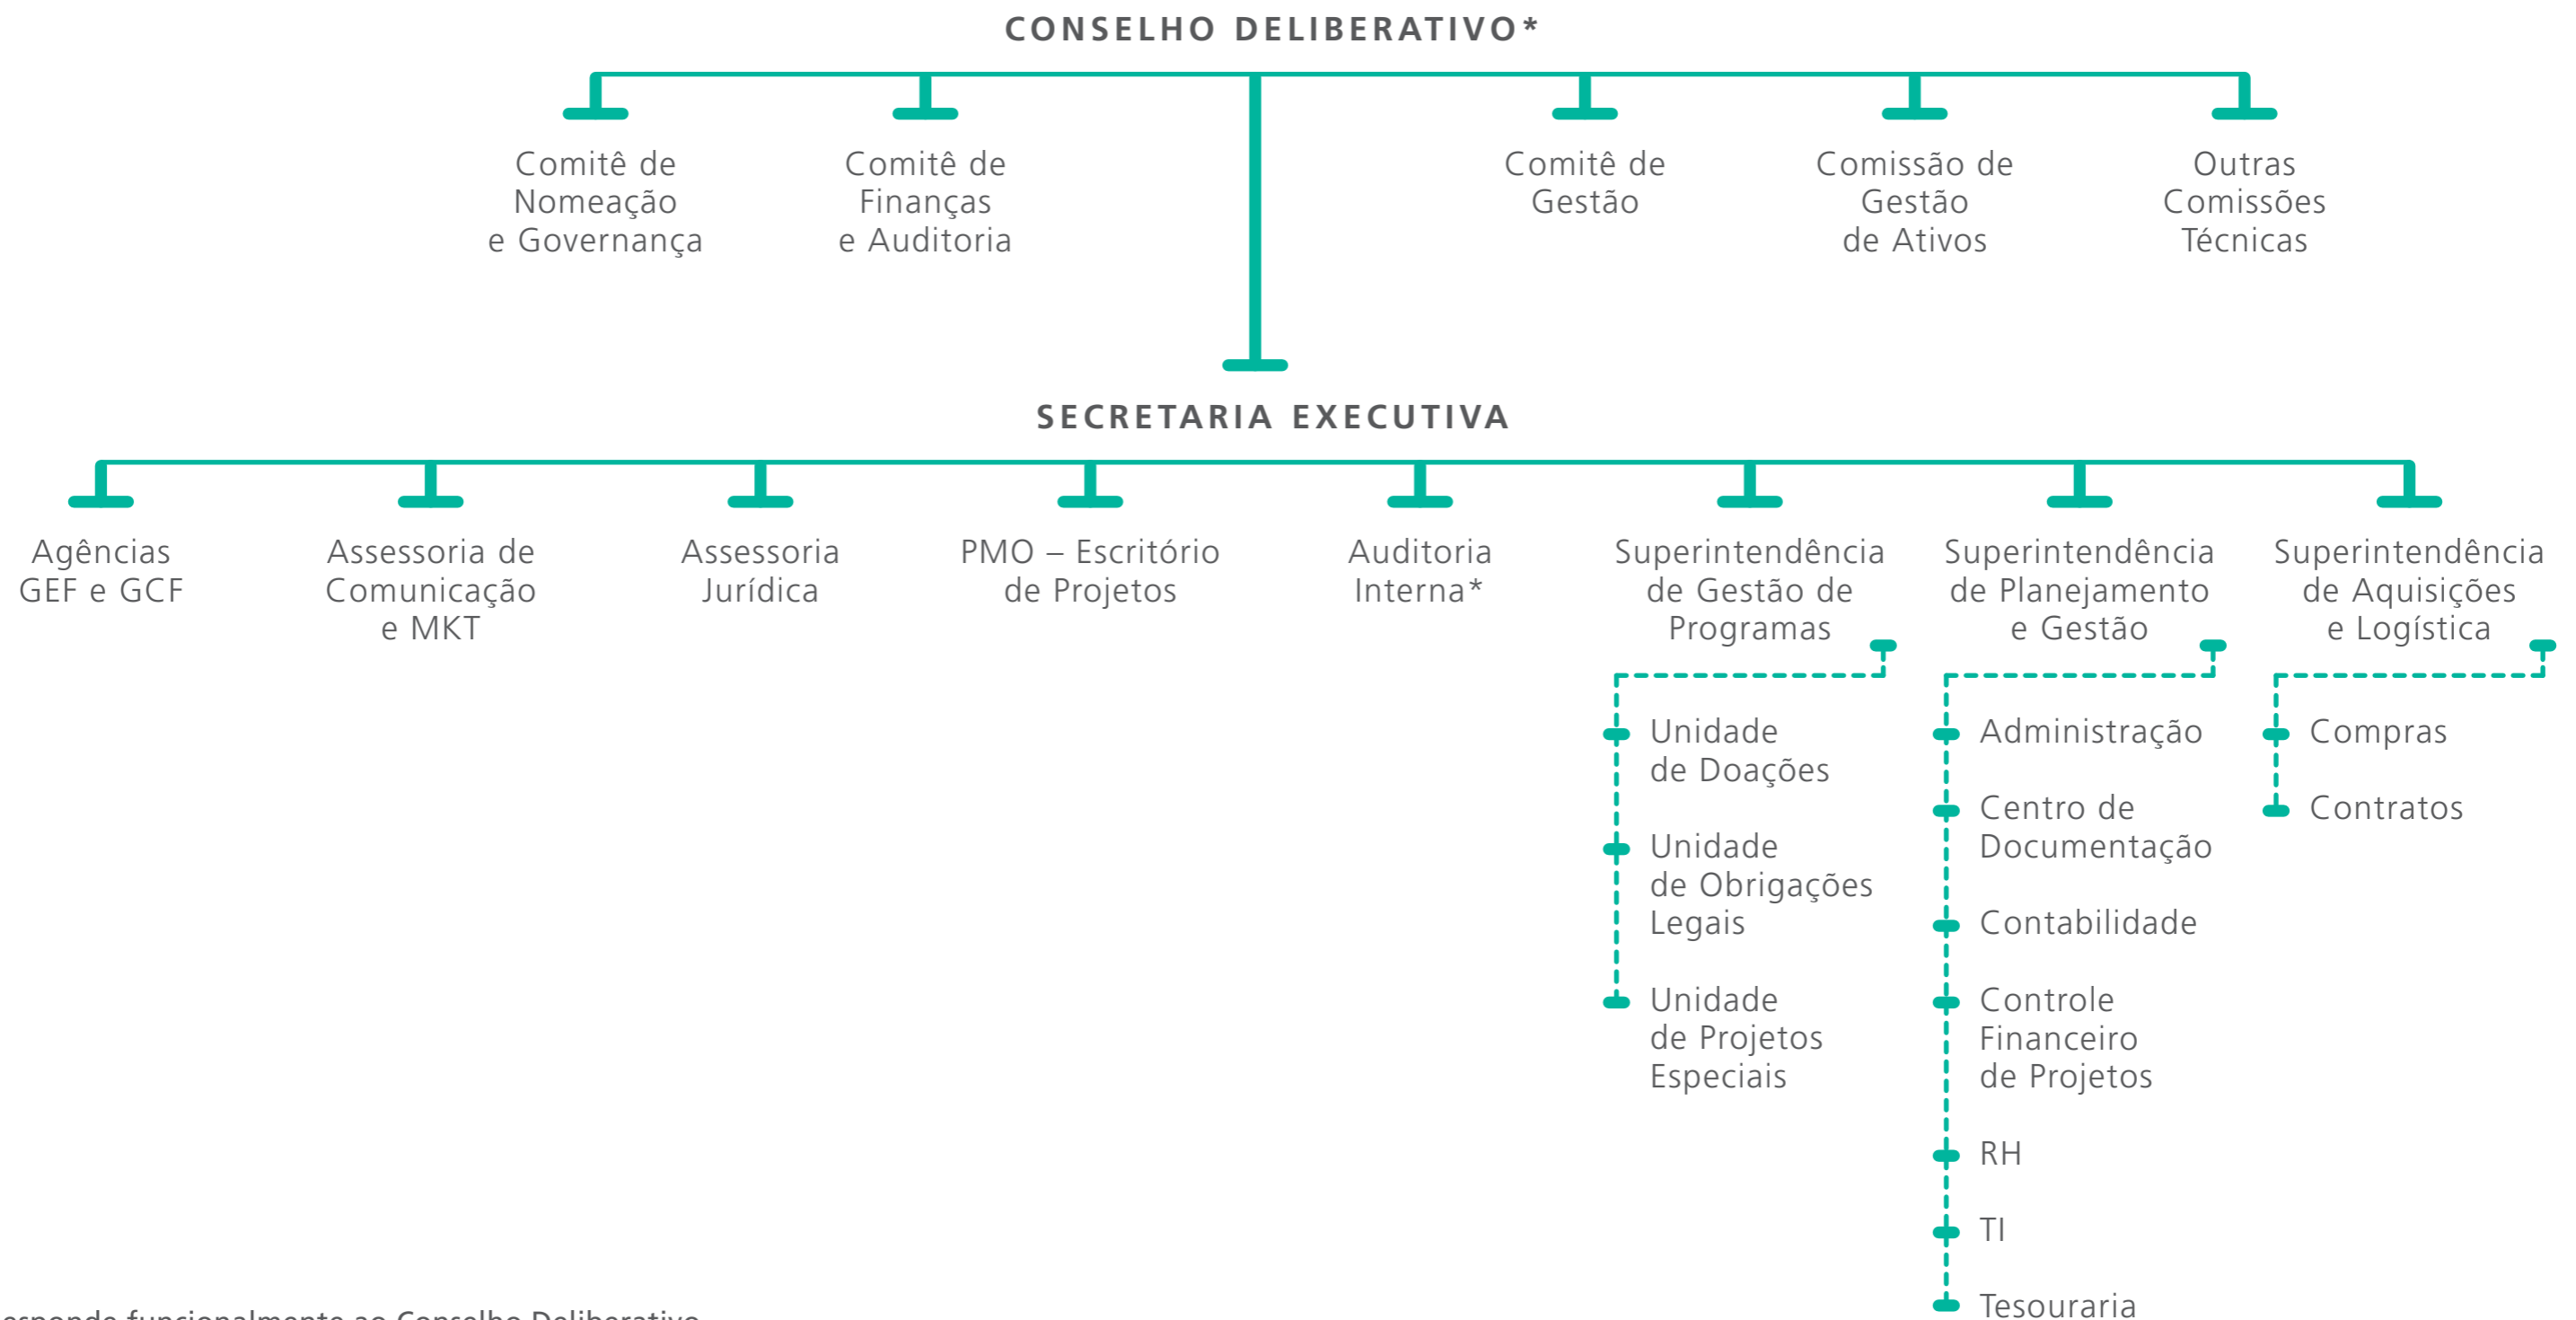 CONSELHO DELIBERATIVO*
Comitê de
Nomeação
e Governança
Comitê de
Finanças
e Auditoria
Comitê de
Gestão
Comissão de
Gestão
de Ativos
Outras
Comissões
Técnicas
SECRETARIA EXECUTIVA
Agências
GEF e GCF
Assessoria de
Comunicação
e MKT
Assessoria
Jurídica
PMO – Escritório
de Projetos
Auditoria
Interna*
Superintendência
de Gestão de
Programas
Unidade
de Doações
Unidade
de Obrigações
Legais
Unidade
de Projetos
Especiais
Superintendência
de Planejamento
e Gestão
Administração
Centro de
Documentação
Contabilidade
Controle
Financeiro
de Projetos
RH
TI
Tesouraria
Superintendência
de Aquisições
e Logística
Compras
Contratos
funcionalmente ao Conselho Deliberativo